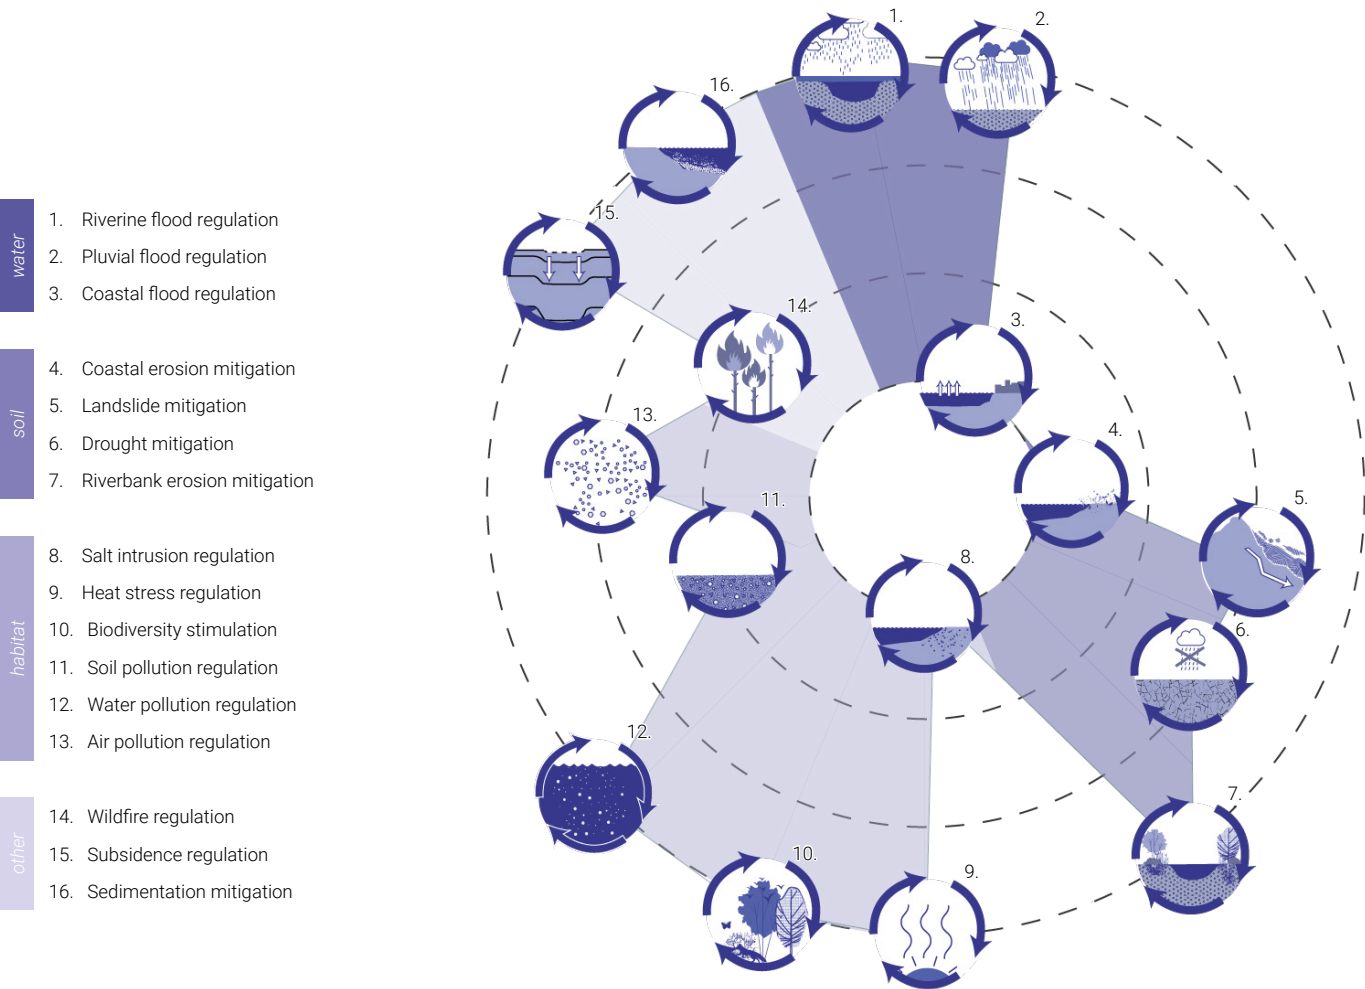 water
1. Riverine flood regulation
2. Pluvial flood regulation
3. Coastal flood regulation
soil
4. Coastal erosion mitigation
5. Landslide mitigation
6. Drought mitigation
7. Riverbank erosion mitigation
habitat
8. Salt intrusion regulation
9. Heat stress regulation
10. Biodiversity stimulation
11. Soil pollution regulation
12. Water pollution regulation
13. Air pollution regulation
other
14. Wildfire regulation
15. Subsidence regulation
16. Sedimentation mitigation
1.
2.
16.
15.
14.
3.
13.
4.
11.
5.
8.
6.
12.
7.
10.
9.